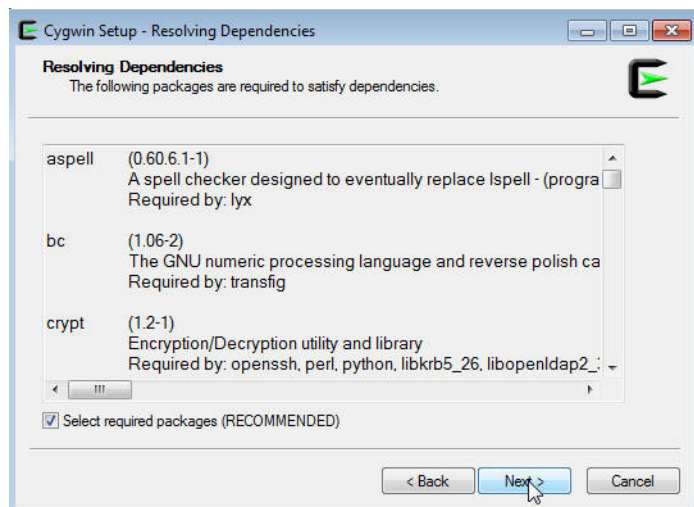 Cygwin Setup - Resolving Dependencies
Resolving Dependencies
The following packages are required to satisfy dependencies.
aspell (0.60.6.1-1)
A spell checker designed to eventually replace Ispell - (progra
Required by: lyx
bc (1.06-2)
The GNU numeric processing language and reverse polish ca
Required by: transfig
crypt (1.2-1)
Encryption/Decryption utility and library
Required by: openssh, perl, python, libkrb5_26, libopenldap2_
Select required packages (RECOMMENDED)
< Back Next > Cancel